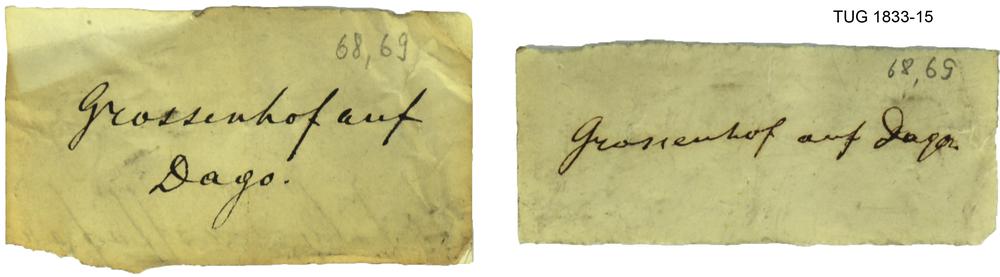 68,69
Grossenhof auf
Dago.
TUG 1833-15
68,69
Grossenhof auf Dago.